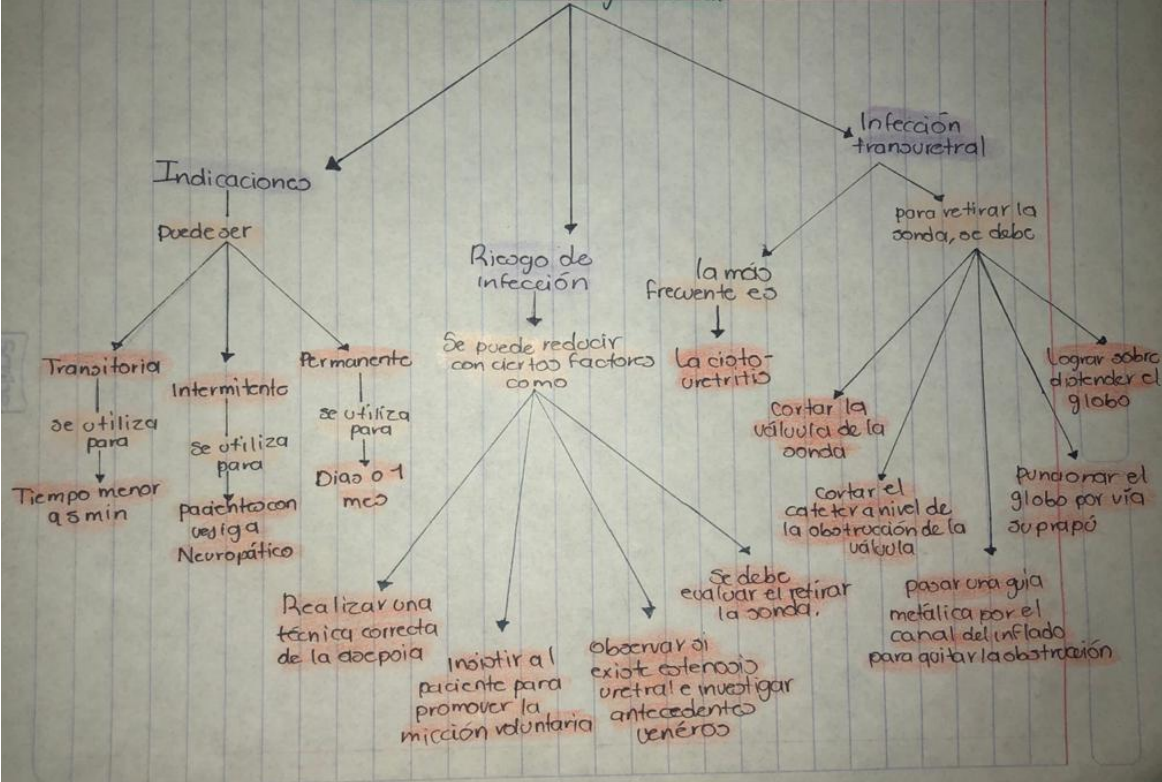 Indicaciones
puede ser
Transitoria
se utiliza
para
Tiempo menor
a 5 min
Intermitente
se utiliza
para
pacientes con
vejiga
Neuropático
Permanente
se utiliza
para
Dias o 1
mes
Riesgo de
infección
Se puede reducir
con ciertos factores
como
Realizar una
técnica correcta
de la asepsia
Insistir al
paciente para
promover la
micción voluntaria
observar si
existe estenosis
uretral e investigar
antecedentes
venéros
Se debe
evaluar el retirar
la sonda.
Infección
transuretral
la más
frecuente es
La cisto-
uretritis
para retirar la
sonda, se debe
cortar la
válvula de la
sonda
cortar el
cateter a nivel de
la obstrucción de la
válvula
pasar una guia
metálica por el
canal del inflado
para quitar la obstrucción
puncionar el
globo por vía
suprapú
Lograr sobre
distender el
globo